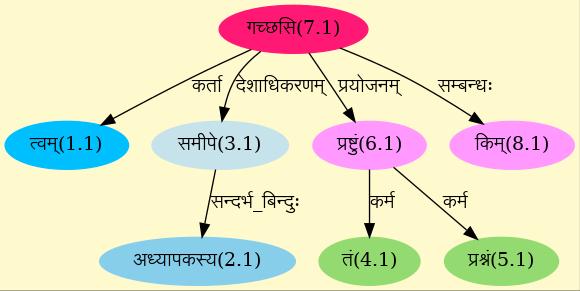 गच्छसि(7.1)
कर्ता देशाधिकरणम् प्रयोजनम् सम्बन्धः
त्वम्(1.1) समीपे(3.1) प्रष्टुं(6.1) किम्(8.1)
सन्दर्भ_बिन्दुः कर्म कर्म
अध्यापकस्य(2.1) तं(4.1) प्रश्नं(5.1)